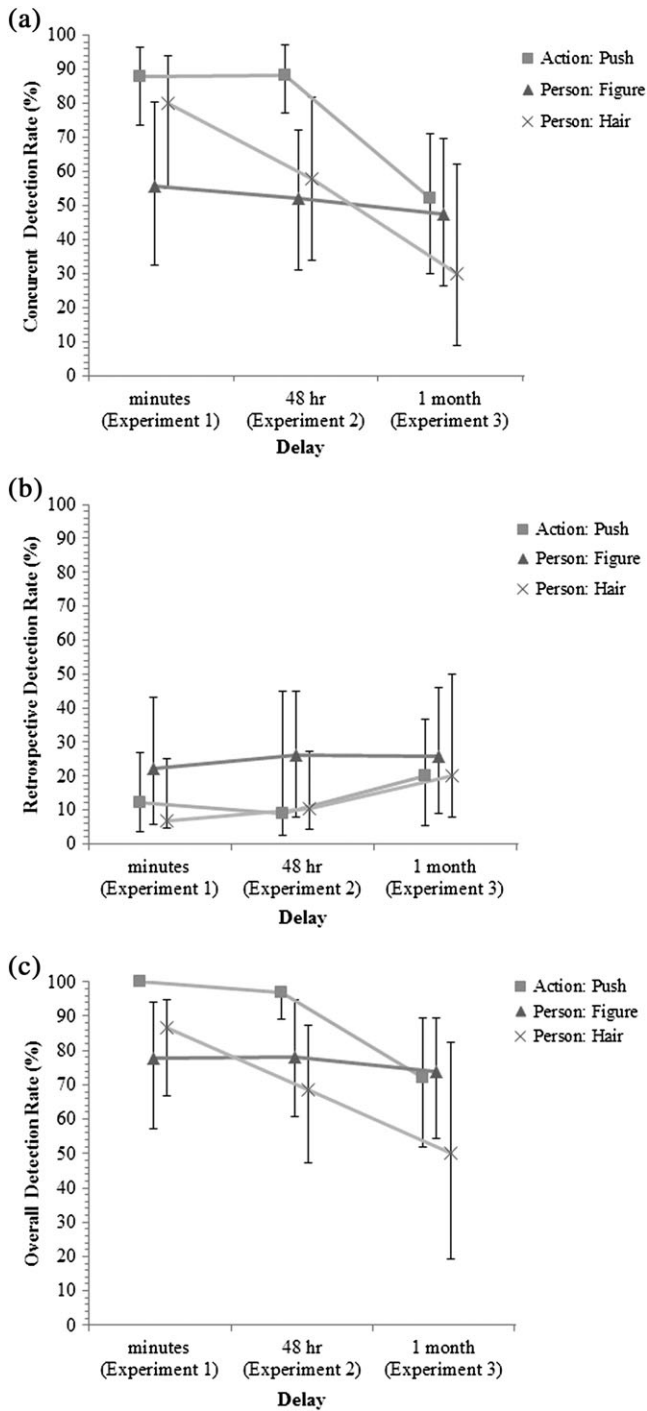 (a)
100
90
80
70
60
50
40
30
20
10
0
Concurent Detection Rate (%)
Action: Push
Person: Figure
Person: Hair
minutes
(Experiment 1)
48 hr
(Experiment 2)
1 month
(Experiment 3)
Delay
(b)
100
90
80
70
60
50
40
30
20
10
0
Retrospective Detection Rate (%)
Action: Push
Person: Figure
Person: Hair
minutes
(Experiment 1)
48 hr
(Experiment 2)
1 month
(Experiment 3)
Delay
(c)
100
90
80
70
60
50
40
30
20
10
0
Overall Detection Rate (%)
Action: Push
Person: Figure
Person: Hair
minutes
(Experiment 1)
48 hr
(Experiment 2)
1 month
(Experiment 3)
Delay